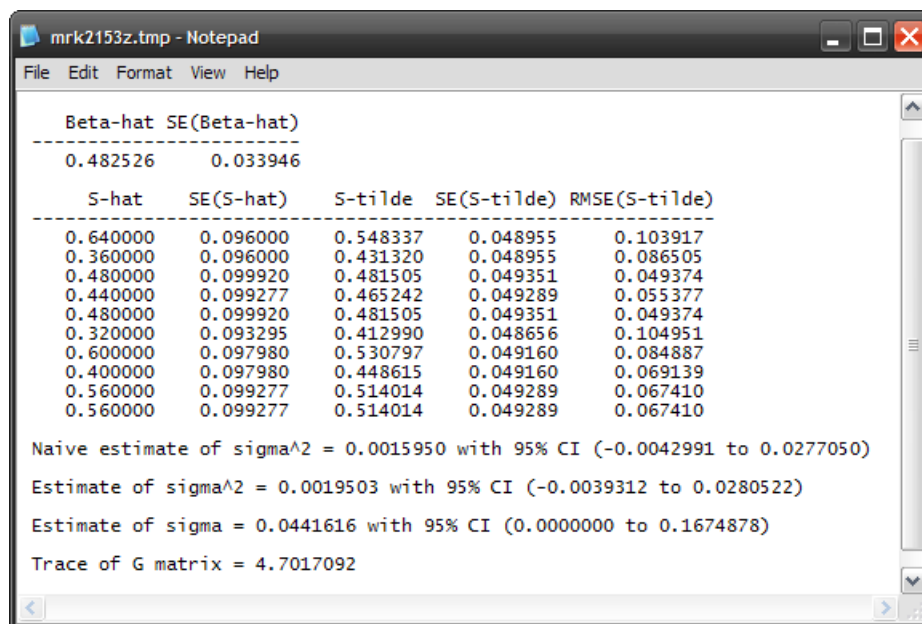 mrk2153z.tmp - Notepad
File Edit Format View Help
Beta-hat SE(Beta-hat)
-------------------------
0.482526 0.033946
S-hat SE(S-hat) S-tilde SE(S-tilde) RMSE(S-tilde)
----------------------------------------------------------------
0.640000 0.096000 0.548337 0.048955 0.103917
0.360000 0.096000 0.431320 0.048955 0.086505
0.480000 0.099920 0.481505 0.049351 0.049374
0.440000 0.099277 0.465242 0.049289 0.055377
0.480000 0.099920 0.481505 0.049351 0.049374
0.320000 0.093295 0.412990 0.048656 0.104951
0.600000 0.097980 0.530797 0.049160 0.084887
0.400000 0.097980 0.448615 0.049160 0.069139
0.560000 0.099277 0.514014 0.049289 0.067410
0.560000 0.099277 0.514014 0.049289 0.067410
Naive estimate of sigma^2 = 0.0015950 with 95% CI (-0.0042991 to 0.0277050)
Estimate of sigma^2 = 0.0019503 with 95% CI (-0.0039312 to 0.0280522)
Estimate of sigma = 0.0441616 with 95% CI (0.0000000 to 0.1674878)
Trace of G matrix = 4.7017092